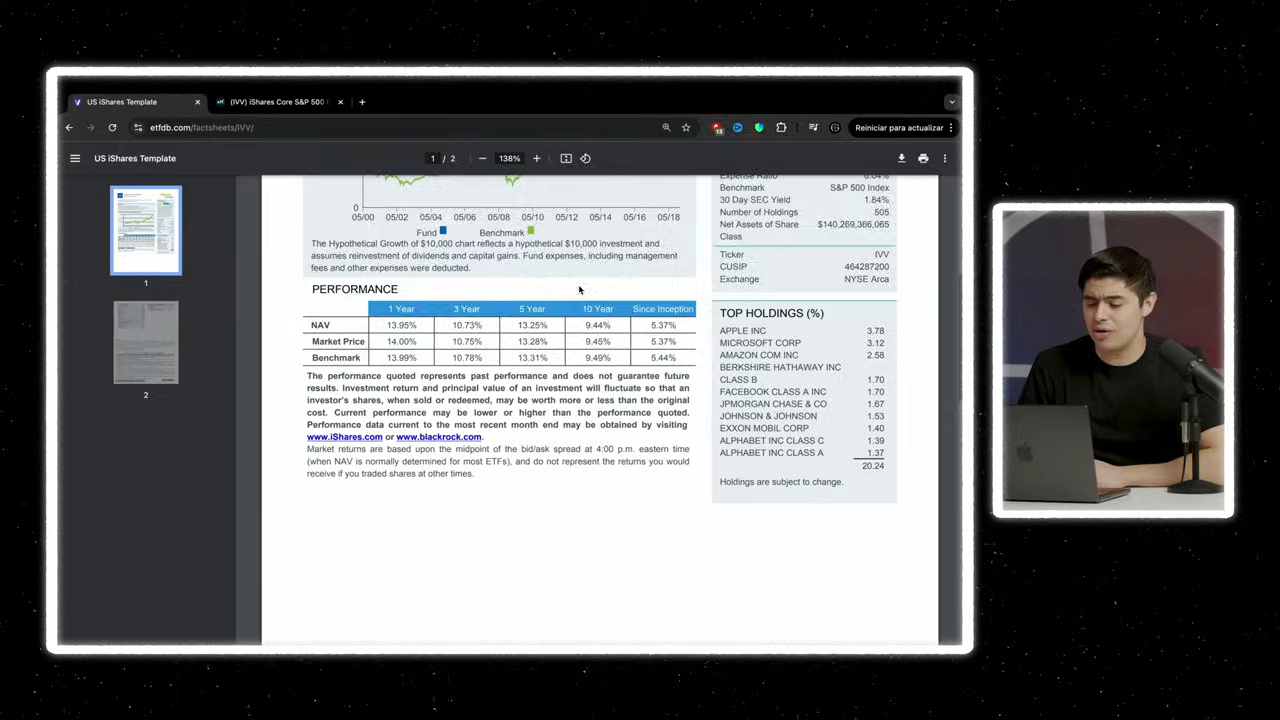 US iShares Template
(IVV) iShares Core S&P 500
etfdb.com/factsheets/IVV/
13
Reiniciar para actualizar
US iShares Template
1 / 2
138%
1
2
0
05/00 05/02 05/04 05/06 05/08 05/10 05/12 05/14 05/16 05/18
Fund Benchmark
The Hypothetical Growth of $10,000 chart reflects a hypothetical $10,000 investment and
assumes reinvestment of dividends and capital gains. Fund expenses, including management
fees and other expenses were deducted.
PERFORMANCE
1 Year 3 Year 5 Year 10 Year Since Inception
NAV 13.95% 10.73% 13.25% 9.44% 5.37%
Market Price 14.00% 10.75% 13.28% 9.45% 5.37%
Benchmark 13.99% 10.78% 13.31% 9.49% 5.44%
The performance quoted represents past performance and does not guarantee future
results. Investment return and principal value of an investment will fluctuate so that an
investor's shares, when sold or redeemed, may be worth more or less than the original
cost. Current performance may be lower or higher than the performance quoted.
Performance data current to the most recent month end may be obtained by visiting
www.iShares.com or www.blackrock.com.
Market returns are based upon the midpoint of the bid/ask spread at 4:00 p.m. eastern time
(when NAV is normally determined for most ETFs), and do not represent the returns you would
receive if you traded shares at other times.
Expense Ratio 0.04%
Benchmark S&P 500 Index
30 Day SEC Yield 1.84%
Number of Holdings 505
Net Assets of Share $140,269,366,065
Class
Ticker IVV
CUSIP 464287200
Exchange NYSE Arca
TOP HOLDINGS (%)
APPLE INC 3.78
MICROSOFT CORP 3.12
AMAZON COM INC 2.58
BERKSHIRE HATHAWAY INC
CLASS B 1.70
FACEBOOK CLASS A INC 1.70
JPMORGAN CHASE & CO 1.67
JOHNSON & JOHNSON 1.53
EXXON MOBIL CORP 1.40
ALPHABET INC CLASS C 1.39
ALPHABET INC CLASS A 1.37
20.24
Holdings are subject to change.